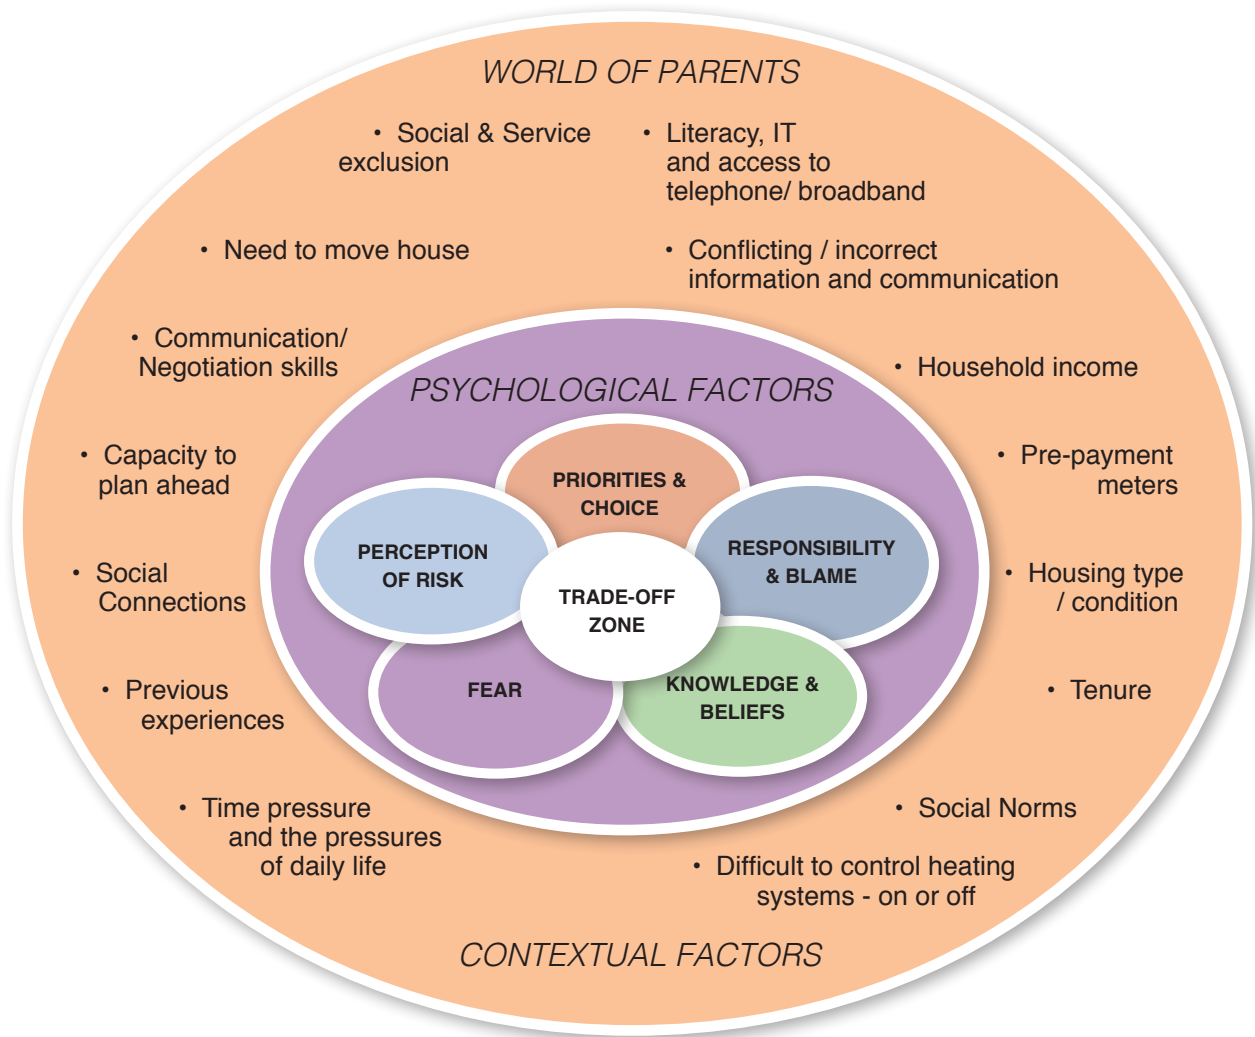 WORLD OF PARENTS
• Social & Service
exclusion
• Literacy, IT
and access to
telephone/ broadband
• Need to move house
• Conflicting / incorrect
information and communication
• Communication/
Negotiation skills
• Household income
PSYCHOLOGICAL FACTORS
• Capacity to
plan ahead
• Pre-payment
meters
PRIORITIES &
CHOICE
PERCEPTION
OF RISK
RESPONSIBILITY
& BLAME
TRADE-OFF
ZONE
• Social
Connections
• Housing type
/ condition
FEAR
KNOWLEDGE &
BELIEFS
• Previous
experiences
• Tenure
• Time pressure
and the pressures
of daily life
• Social Norms
• Difficult to control heating
systems - on or off
CONTEXTUAL FACTORS